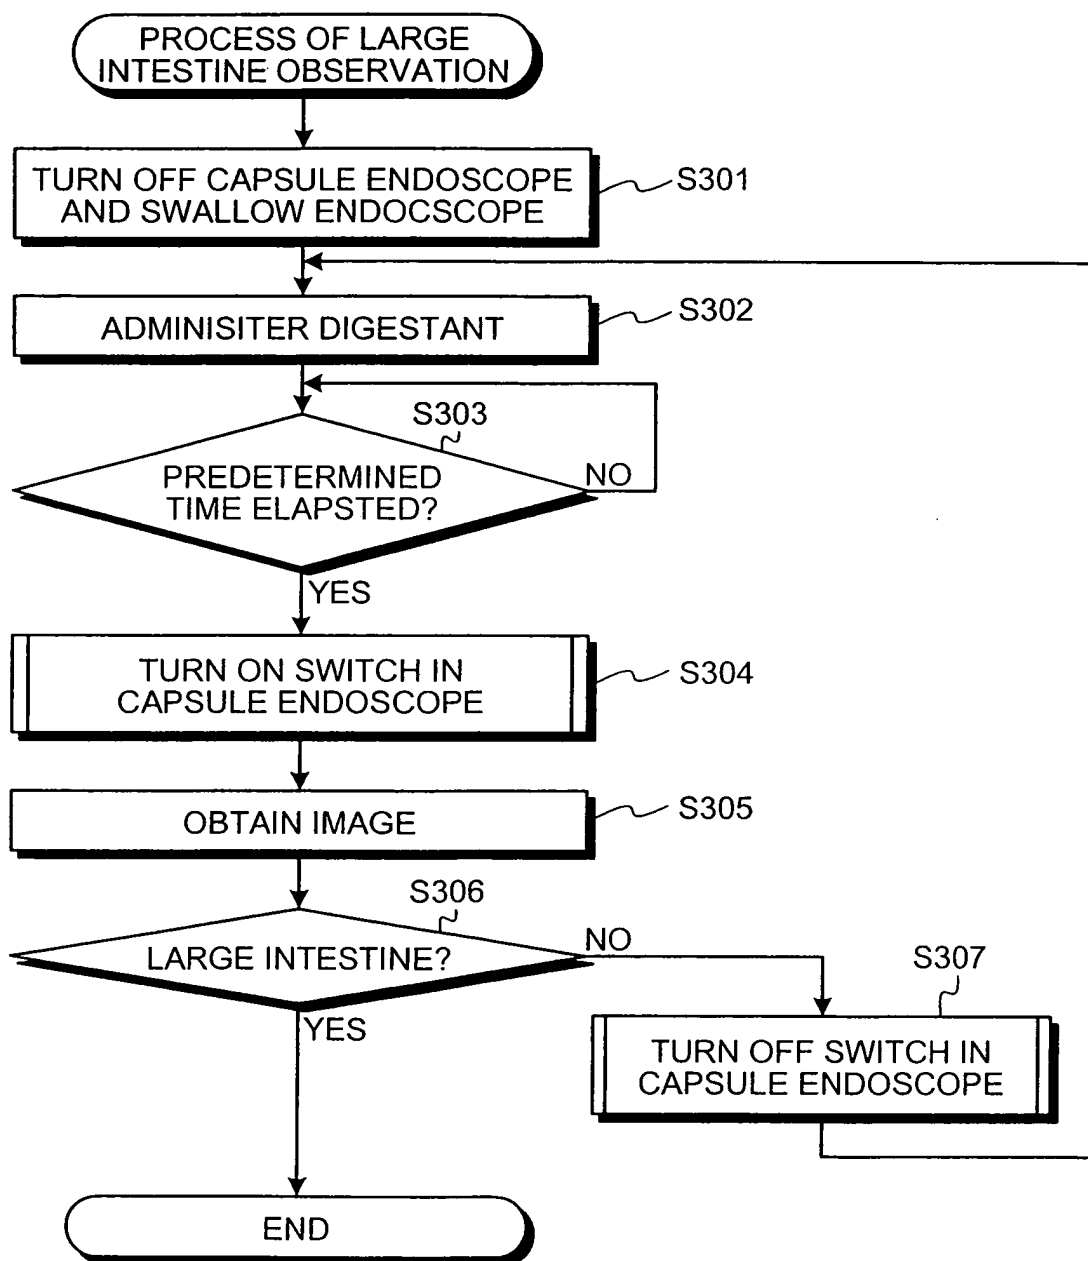 PROCESS OF LARGE
INTESTINE OBSERVATION
TURN OFF CAPSULE ENDOSCOPE
AND SWALLOW ENDOCSCOPE
S301
ADMINISITER DIGESTANT
S302
S303
PREDETERMINED
TIME ELAPSTED?
NO
YES
TURN ON SWITCH IN
CAPSULE ENDOSCOPE
S304
OBTAIN IMAGE
S305
S306
LARGE INTESTINE?
NO
YES
S307
TURN OFF SWITCH IN
CAPSULE ENDOSCOPE
END